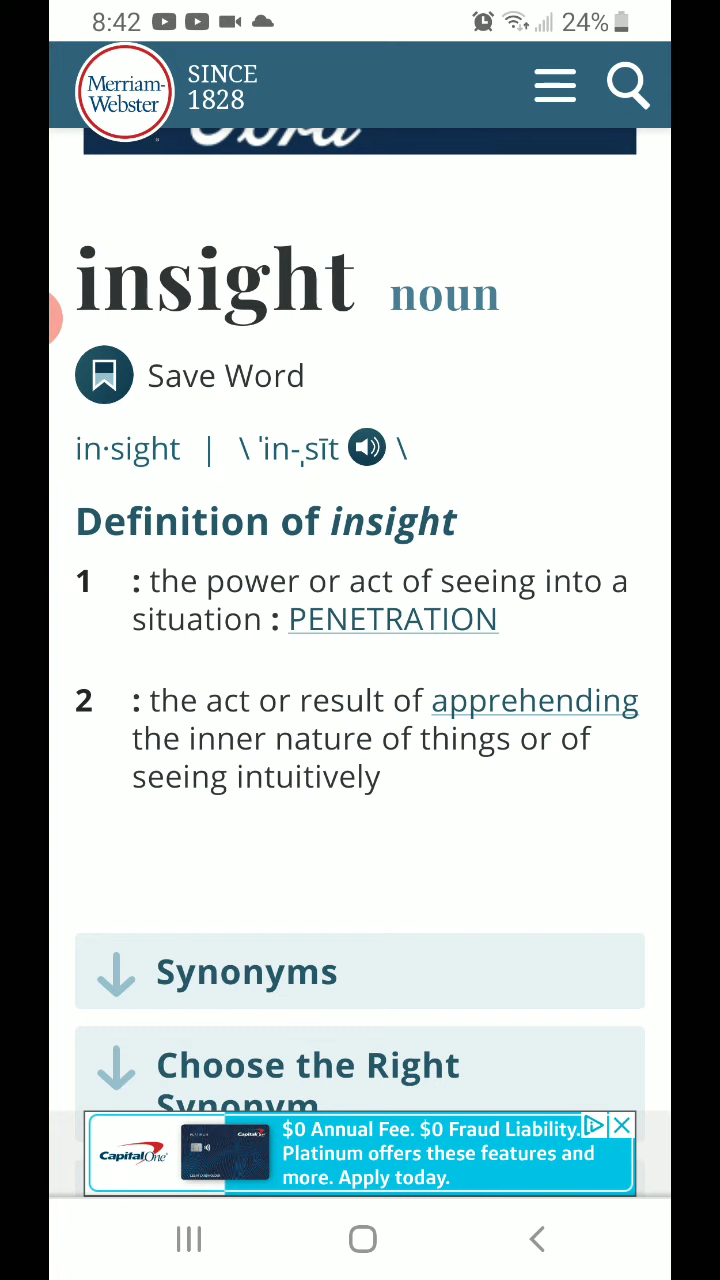 8:42
24%
Merriam-
Webster
SINCE
1828
Ford
insight noun
Save Word
in·sight | \ ˈin-ˌsīt \
Definition of insight
1 : the power or act of seeing into a
situation : PENETRATION
2 : the act or result of apprehending
the inner nature of things or of
seeing intuitively
Synonyms
Choose the Right
Synonym
Capital One
$0 Annual Fee. $0 Fraud Liability.
Platinum offers these features and
more. Apply today.